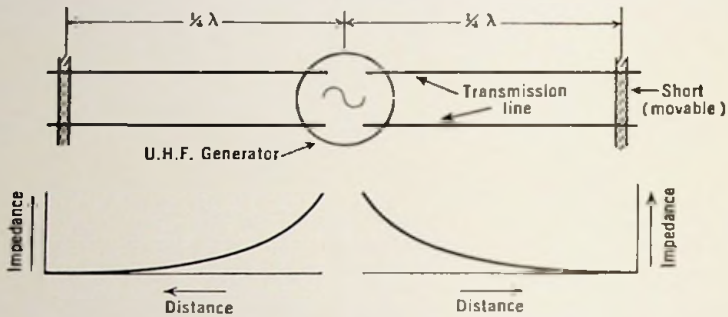 ¼ λ
¼ λ
Transmission
line
Short
(movable)
U.H.F. Generator
Impedance
Impedance
Distance
Distance